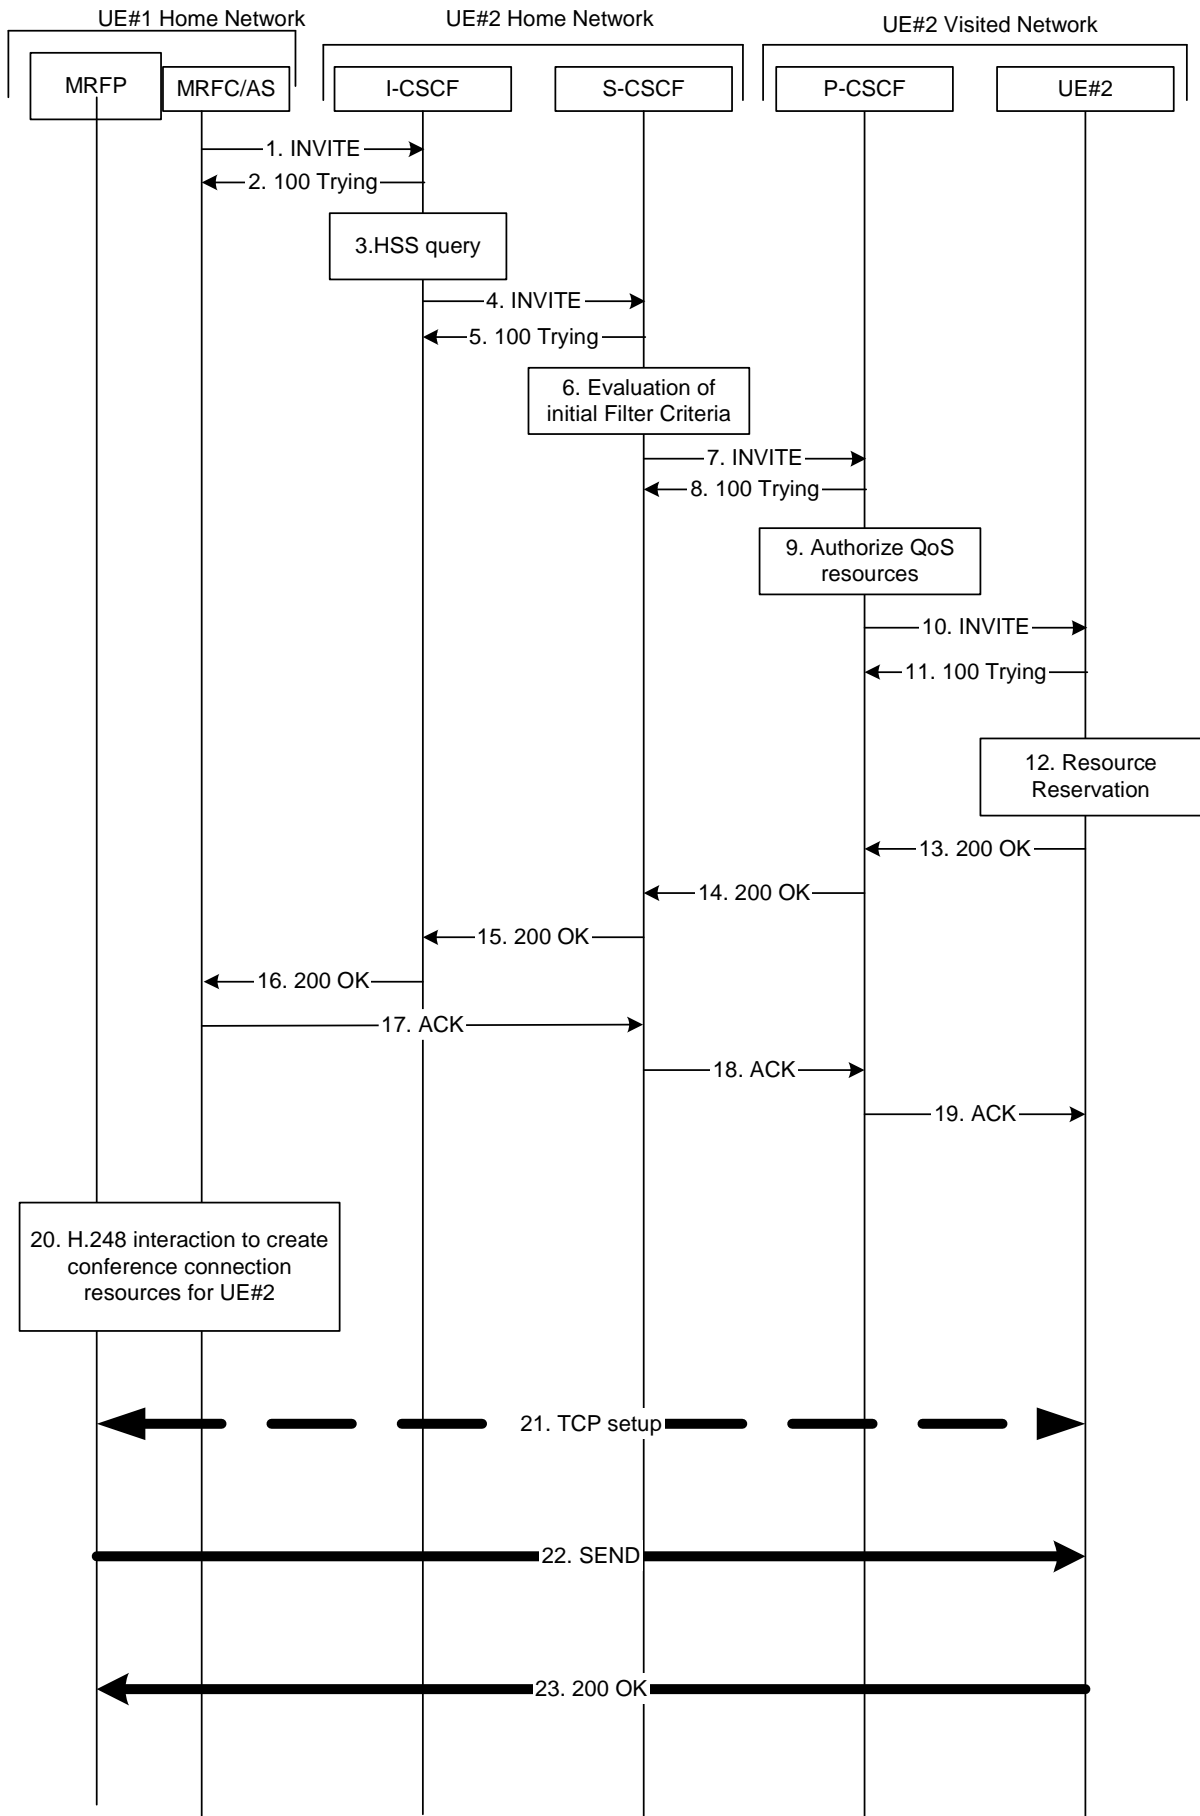 UE#1 Home Network
UE#2 Home Network
UE#2 Visited Network
MRFP
MRFC/AS
I-CSCF
S-CSCF
P-CSCF
UE#2
1. INVITE
2. 100 Trying
3.HSS query
4. INVITE
5. 100 Trying
6. Evaluation of
initial Filter Criteria
7. INVITE
8. 100 Trying
9. Authorize QoS
resources
10. INVITE
11. 100 Trying
12. Resource
Reservation
13. 200 OK
14. 200 OK
15. 200 OK
16. 200 OK
17. ACK
18. ACK
19. ACK
20. H.248 interaction to create
conference connection
resources for UE#2
21. TCP setup
22. SEND
23. 200 OK